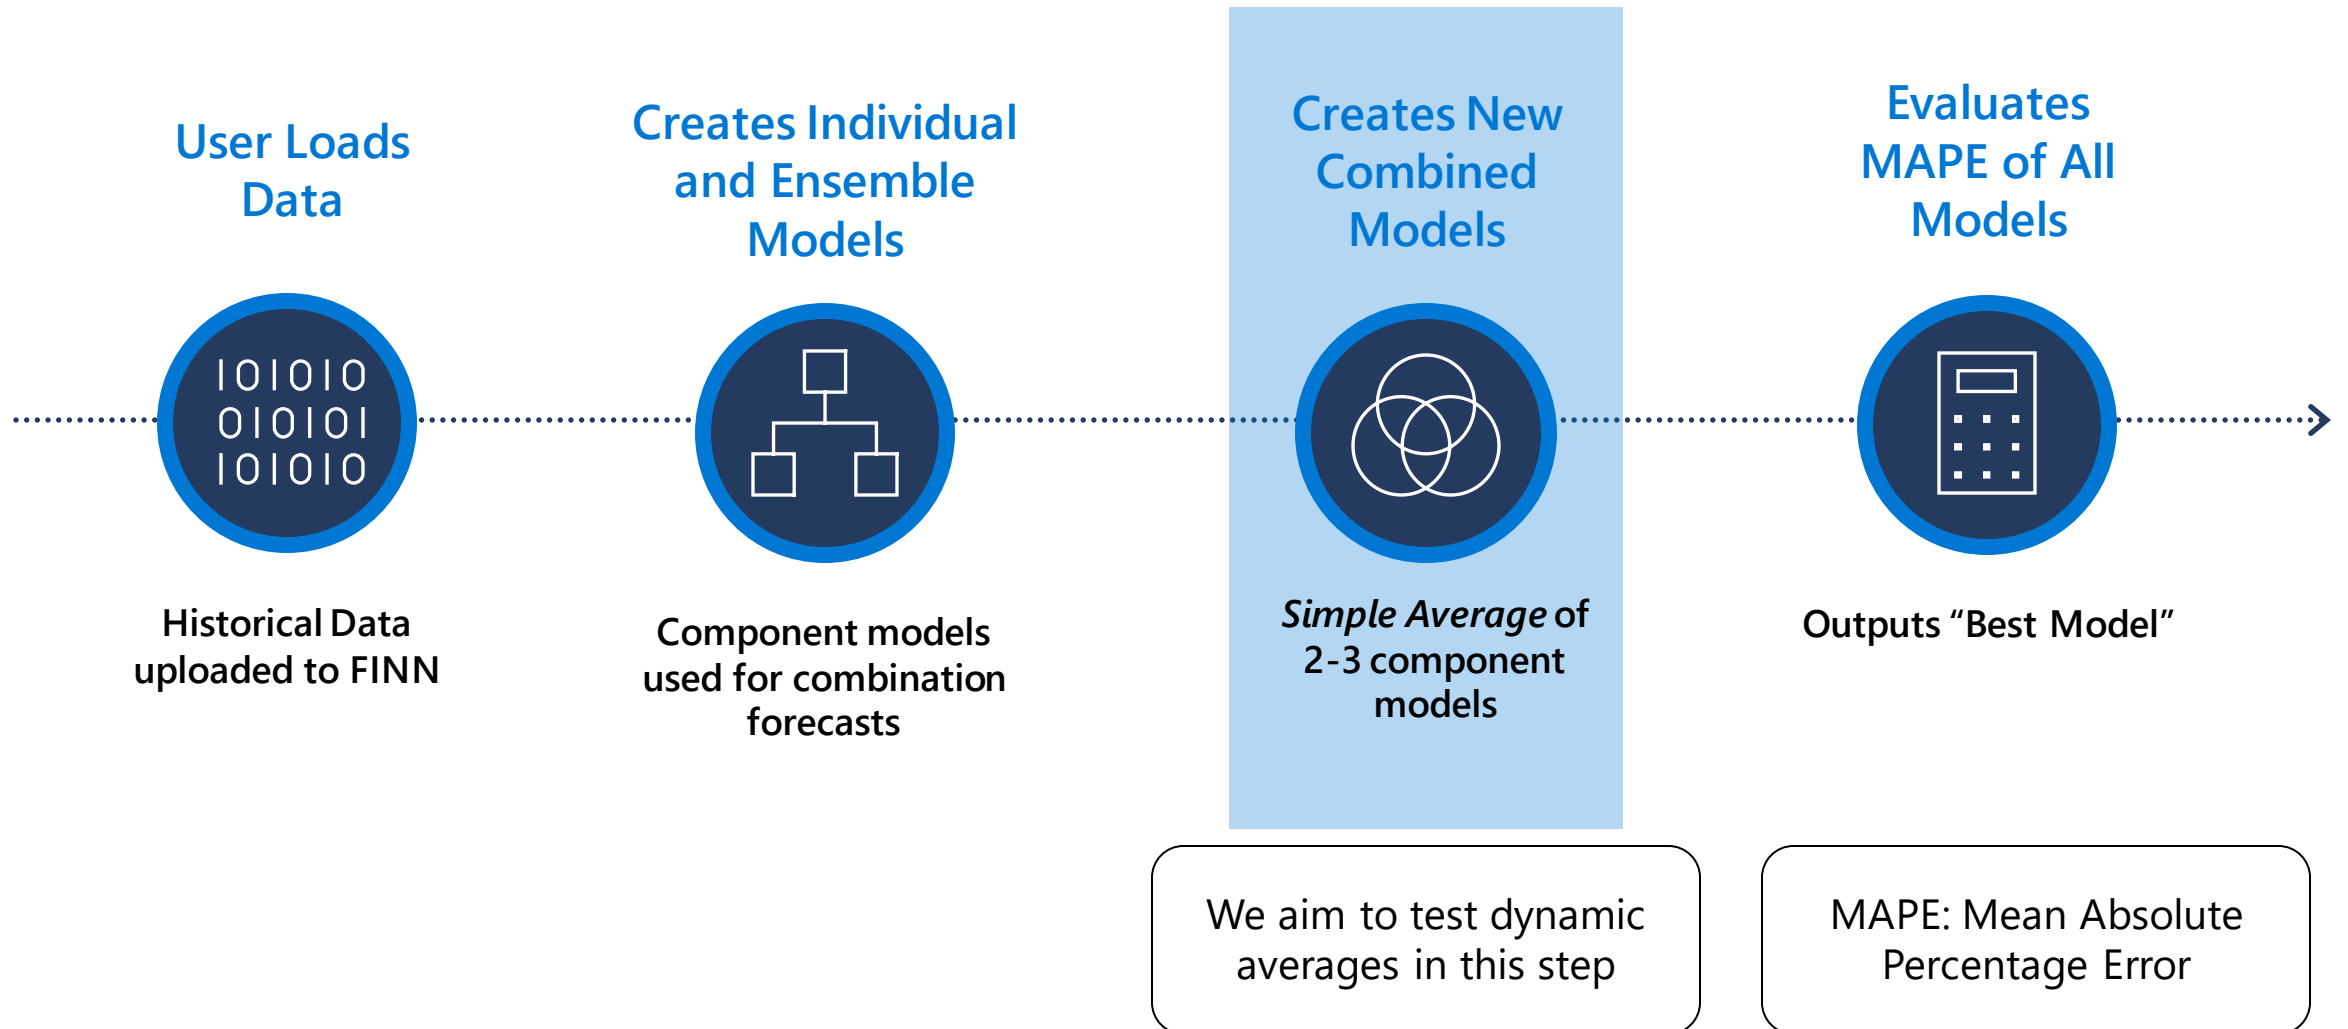 User Loads
Data
Creates Individual
and Ensemble
Models
Creates New
Combined
Models
Evaluates
MAPE of All
Models
101010
010101
101010
Historical Data
uploaded to FINN
Component models
used for combination
forecasts
Simple Average of
2-3 component
models
Outputs “Best Model”
We aim to test dynamic
averages in this step
MAPE: Mean Absolute
Percentage Error